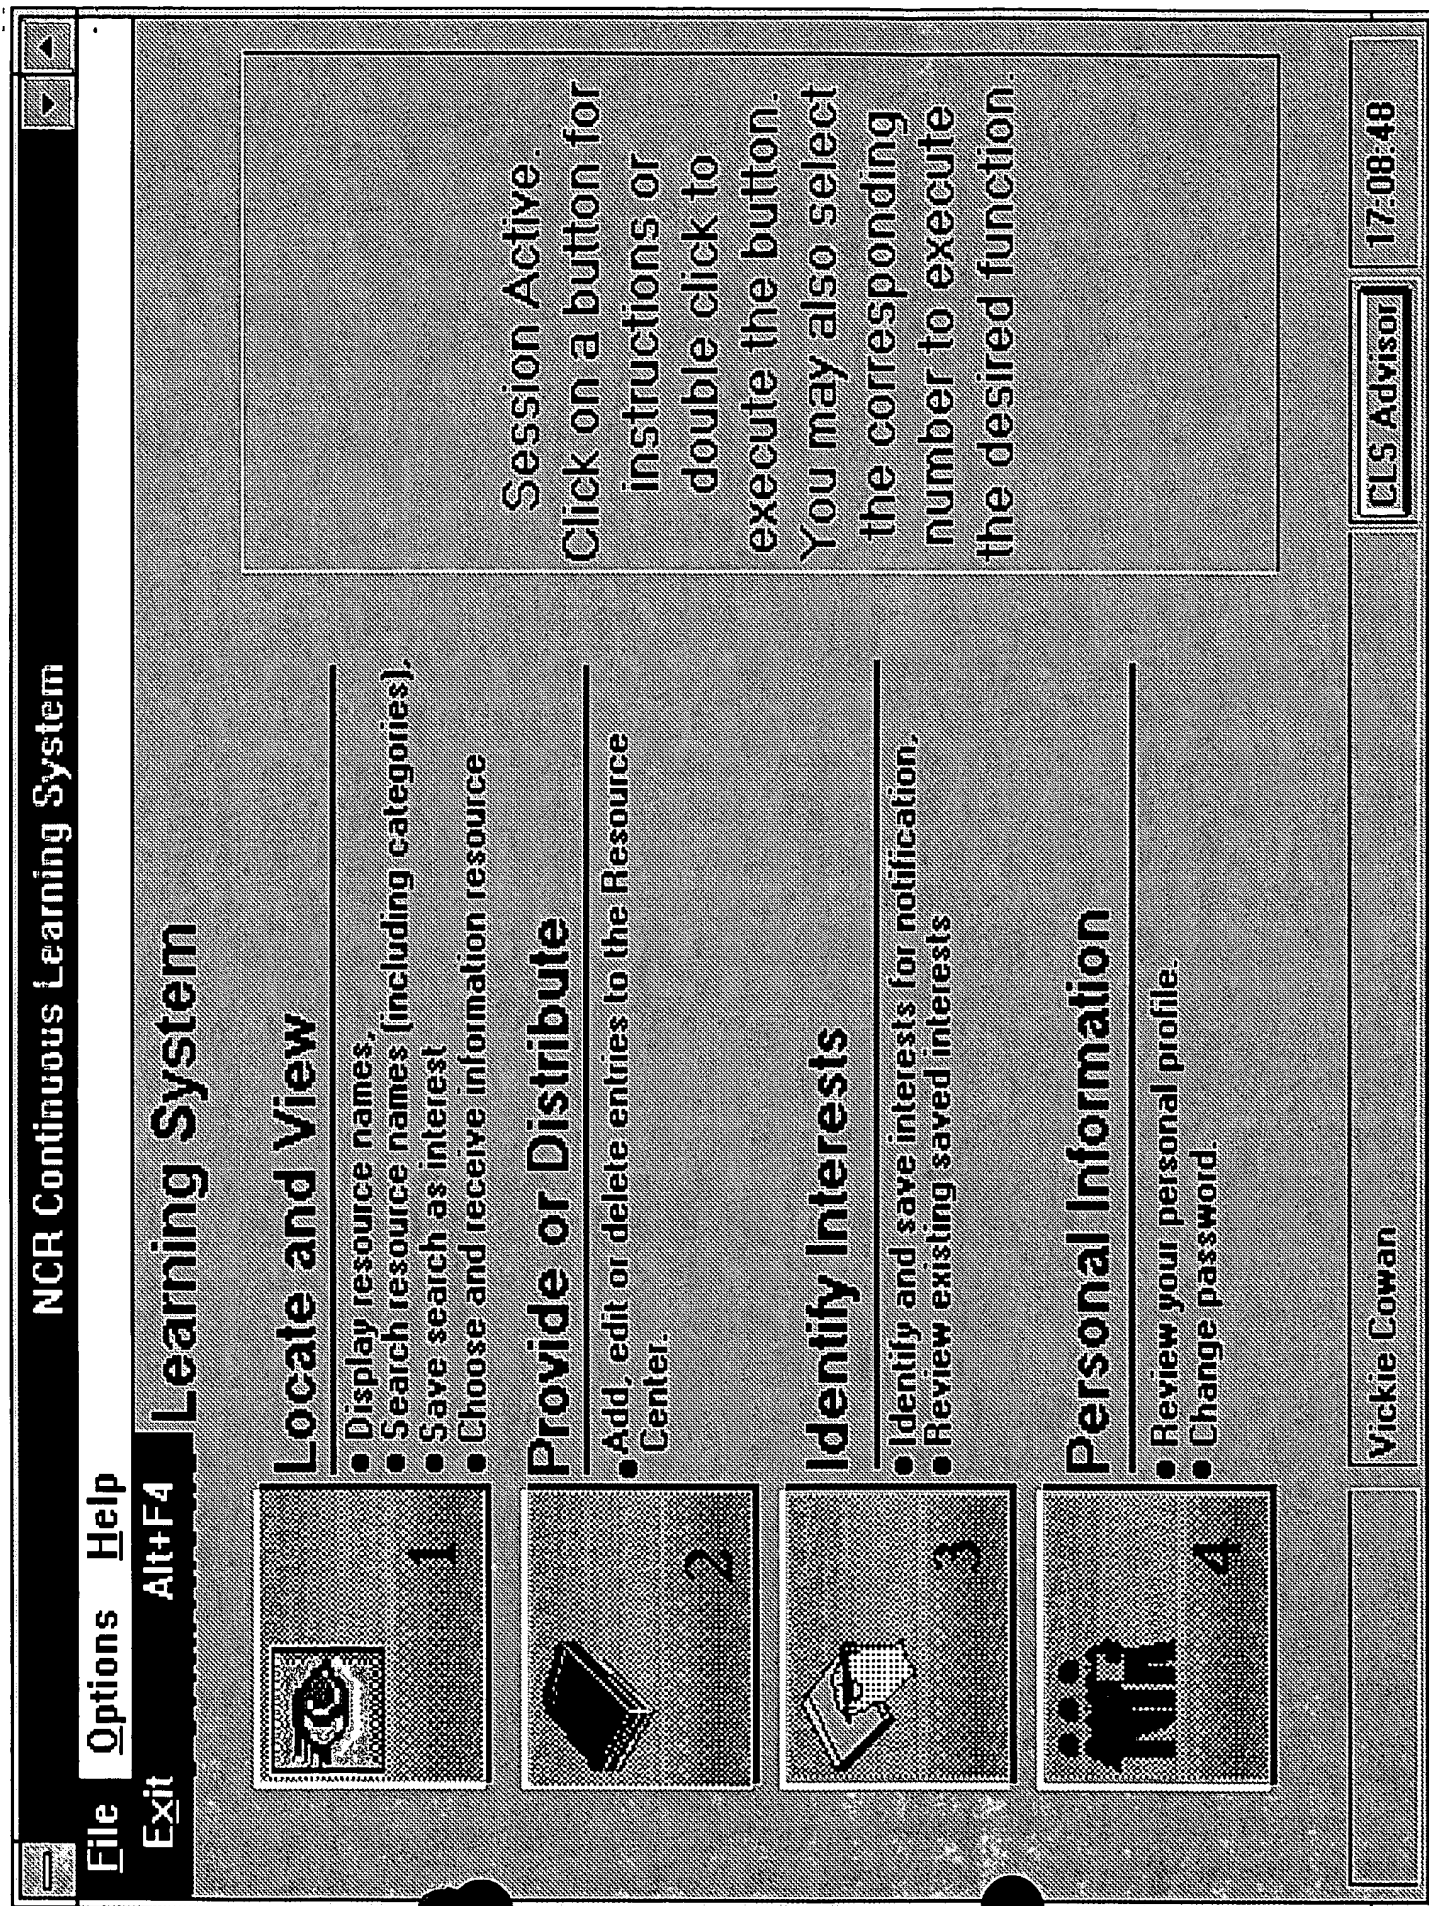 NCR Continuous Learning System
File Options Help
Exit Alt+F4
Learning System
1
Locate and View
• Display resource names,
• Search resource names (including categories),
• Save search as interest
• Choose and receive information resource
2
Provide or Distribute
• Add, edit or delete entries to the Resource
Center.
3
Identify Interests
• Identify and save interests for notification,
• Review existing saved interests
4
Personal Information
• Review your personal profile.
• Change password.
Session Active.
Click on a button for
instructions or
double click to
execute the button.
You may also select
the corresponding
number to execute
the desired function.
Vickie Cowan
CLS Advisor
17:08:48